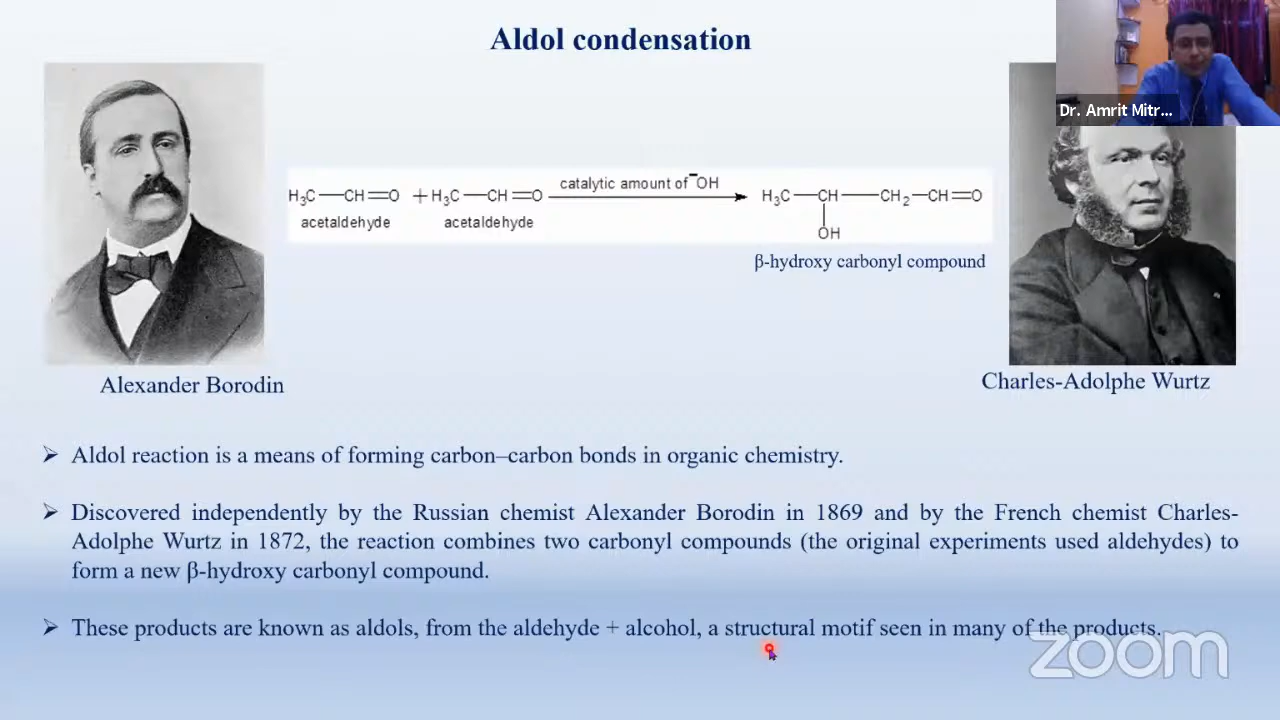 Aldol condensation
Dr. Amrit Mitr...
H₃C—CH=O + H₃C—CH=O catalytic amount of ⁻OH H₃C—CH—CH₂—CH=O
acetaldehyde acetaldehyde
OH
β-hydroxy carbonyl compound
Alexander Borodin
Charles-Adolphe Wurtz
Aldol reaction is a means of forming carbon–carbon bonds in organic chemistry.
Discovered independently by the Russian chemist Alexander Borodin in 1869 and by the French chemist Charles-
Adolphe Wurtz in 1872, the reaction combines two carbonyl compounds (the original experiments used aldehydes) to
form a new β-hydroxy carbonyl compound.
These products are known as aldols, from the aldehyde + alcohol, a structural motif seen in many of the products.
zoom